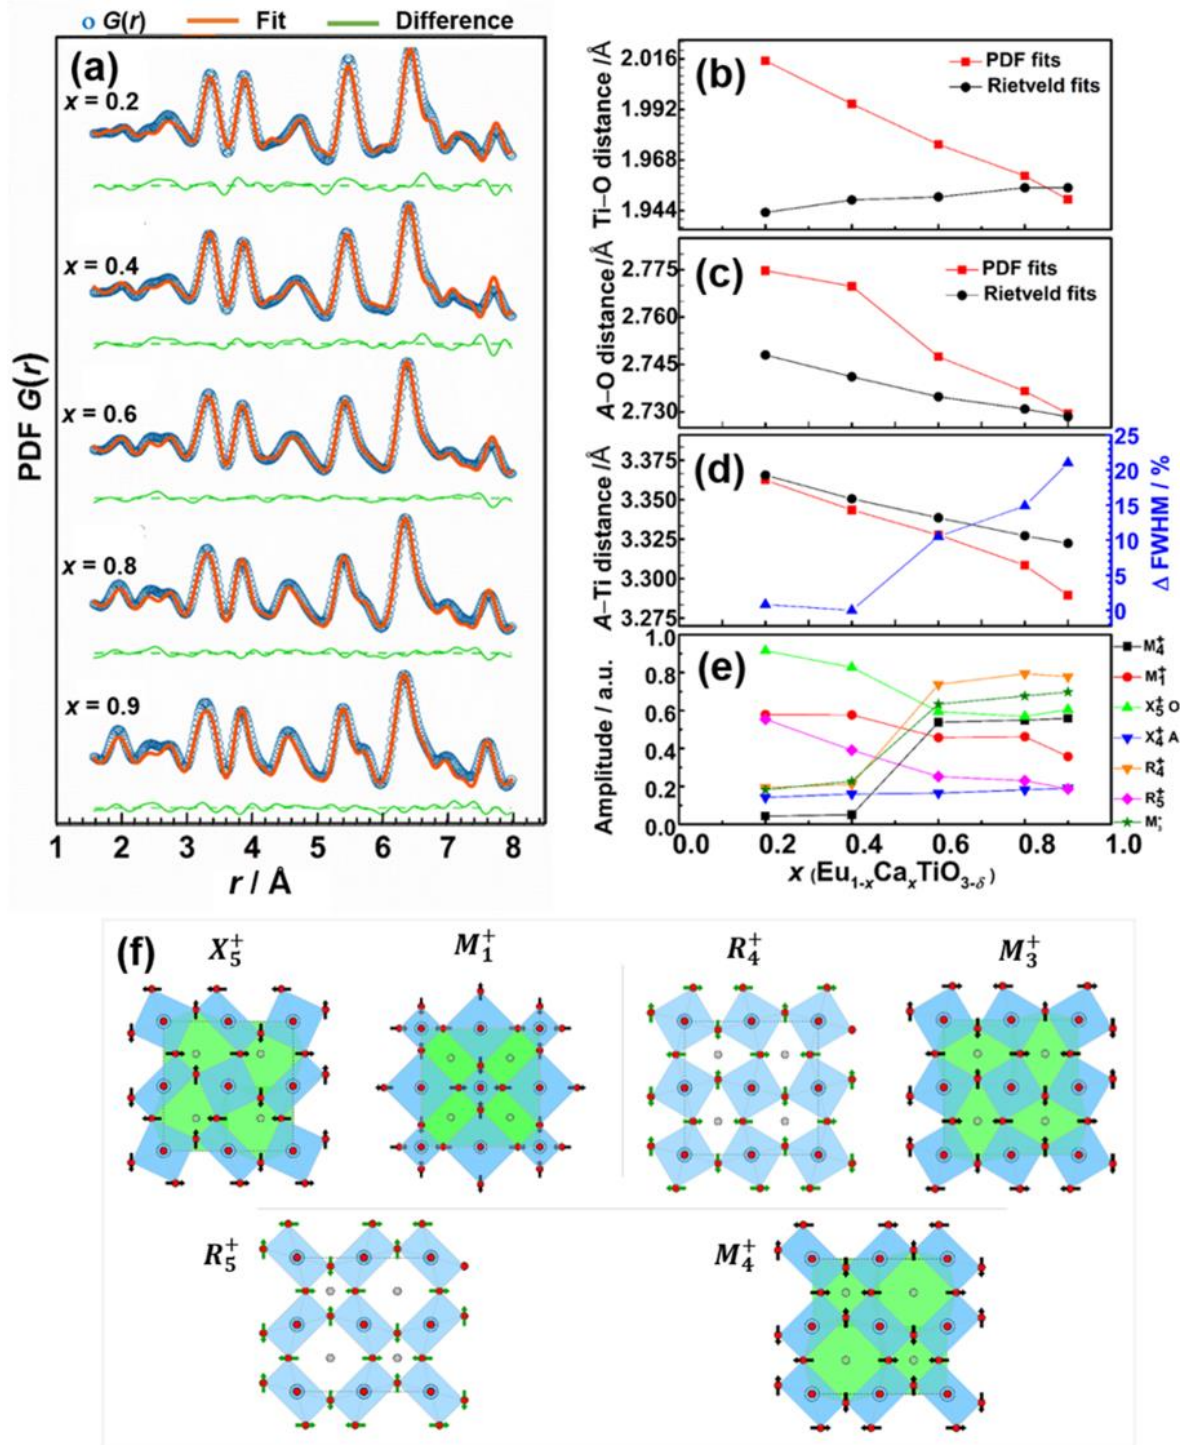 G(r) Fit Difference
(a)
x = 0.2
x = 0.4
x = 0.6
x = 0.8
x = 0.9
PDF G(r)
1 2 3 4 5 6 7 8
r / Å
(b)
PDF fits
Rietveld fits
2.016
1.992
1.968
1.944
Ti–O distance /Å
(c)
PDF fits
Rietveld fits
2.775
2.760
2.745
2.730
A–O distance /Å
(d)
3.375
3.350
3.325
3.300
3.275
A–Ti distance /Å
25
20
15
10
5
0
Δ FWHM / %
(e)
1.0
0.8
0.6
0.4
0.2
0.0
Amplitude / a.u.
M₄⁺
M₁⁺
X₅⁺ O
X₄⁺ A
R₄⁺
R₅⁺
0.0 0.2 0.4 0.6 0.8 1.0
x (Eu₁₋ₓCaₓTiO₃₋δ)
(f)
X₅⁺ M₁⁺ R₄⁺ M₃⁺
R₅⁺ M₄⁺